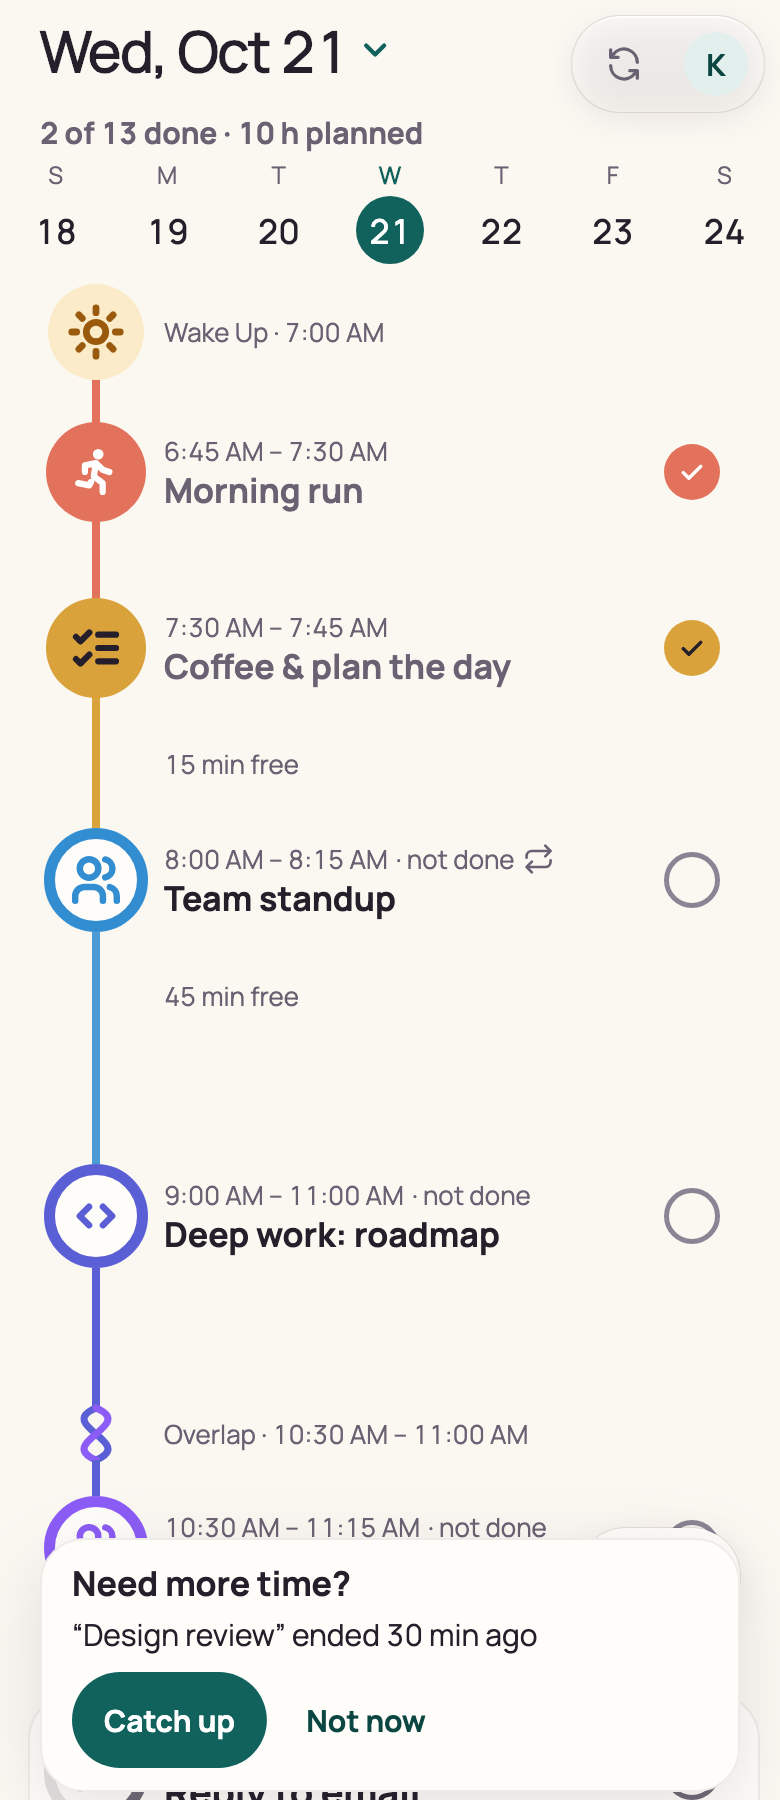 Wed, Oct 21
K
2 of 13 done · 10 h planned
S M T W T F S
18 19 20 21 22 23 24
Wake Up · 7:00 AM
6:45 AM – 7:30 AM
Morning run
7:30 AM – 7:45 AM
Coffee & plan the day
15 min free
8:00 AM – 8:15 AM · not done
Team standup
45 min free
9:00 AM – 11:00 AM · not done
Deep work: roadmap
Overlap · 10:30 AM – 11:00 AM
10:30 AM – 11:15 AM · not done
Need more time?
“Design review” ended 30 min ago
Catch up Not now
Reply to email